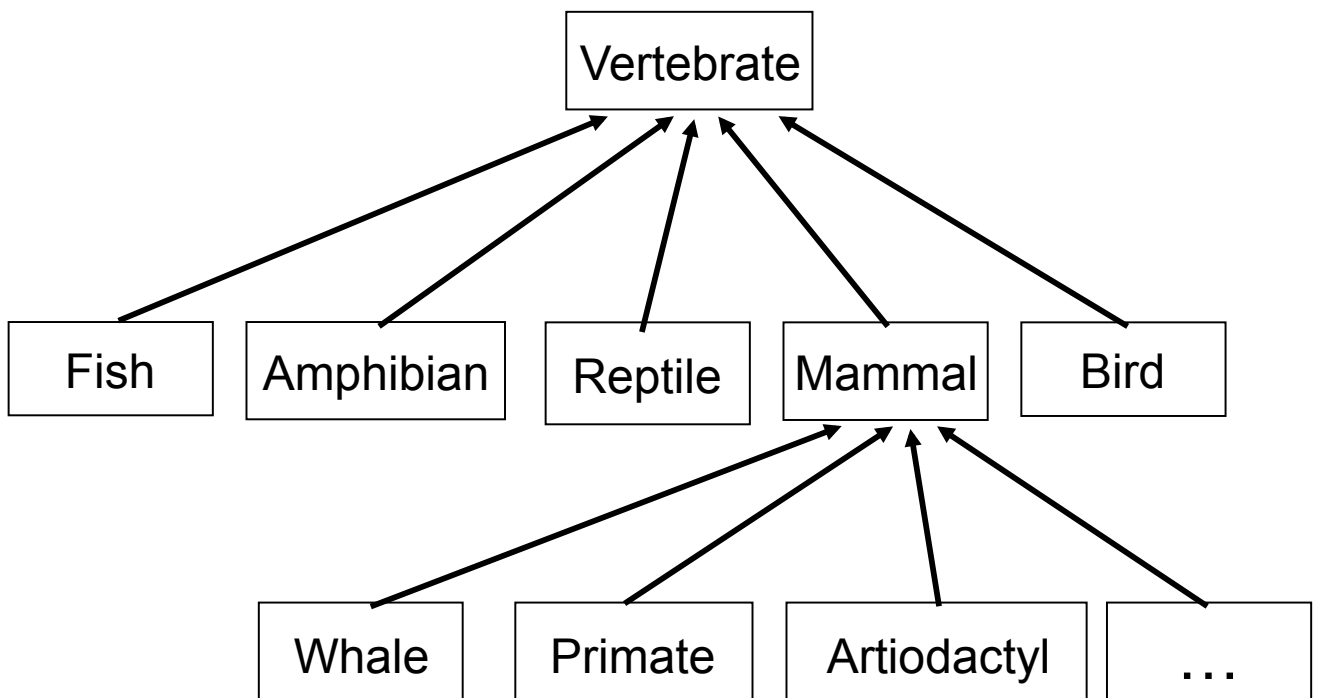 Vertebrate
Fish
Amphibian
Reptile
Mammal
Bird
Whale
Primate
Artiodactyl
…